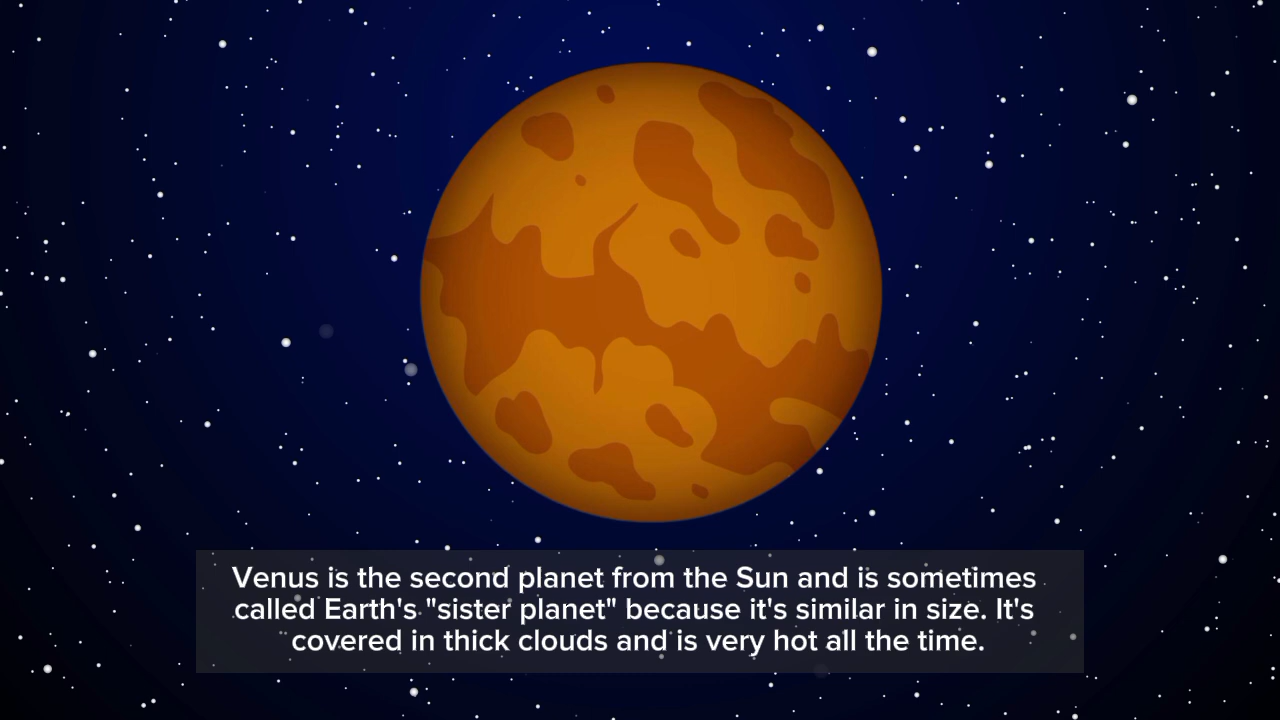 Venus is the second planet from the Sun and is sometimes
called Earth's "sister planet" because it's similar in size. It's
covered in thick clouds and is very hot all the time.